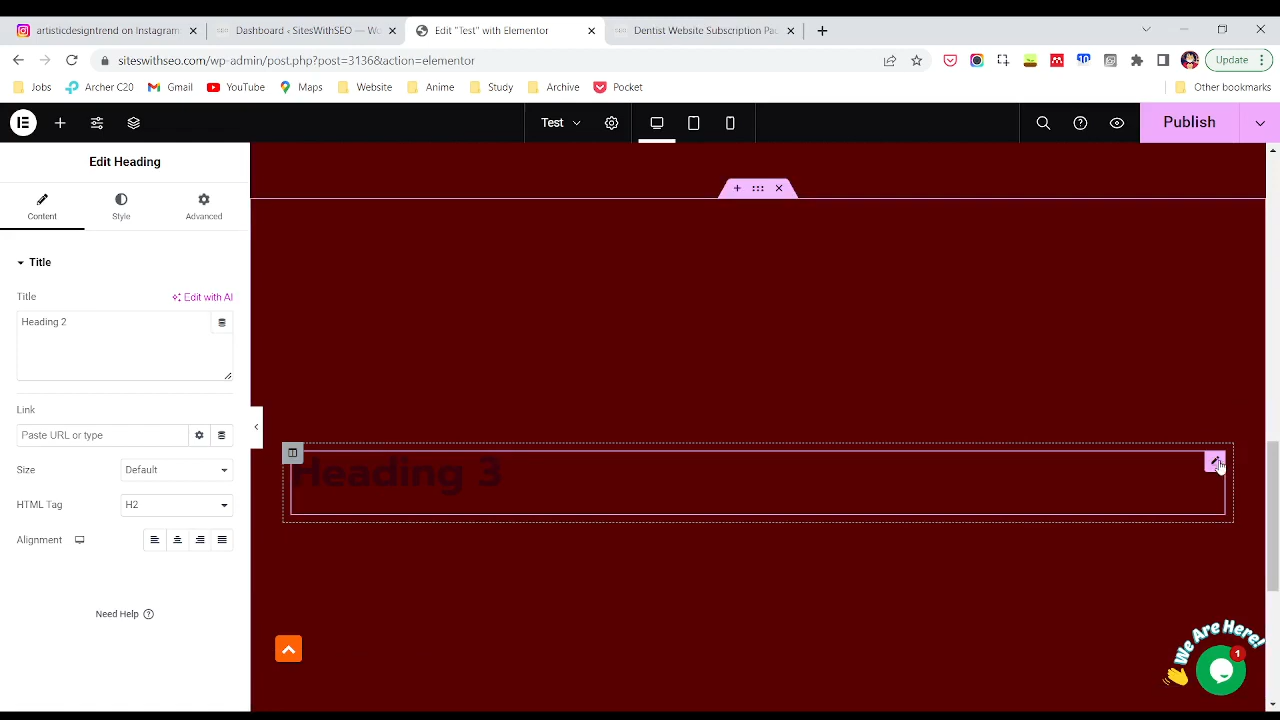 artisticdesigntrend on Instagram
Dashboard ‹ SitesWithSEO — Wo
Edit "Test" with Elementor
Dentist Website Subscription Pac
siteswithseo.com/wp-admin/post.php?post=5236&action=elementor
Update
Jobs
Archer C20
Gmail
YouTube
Maps
Website
Anime
Study
Archive
Pocket
Other bookmarks
Test
Publish
Edit Heading
Content
Style
Advanced
Title
Title
Edit with AI
Heading 2
Link
Paste URL or type
Size
Default
HTML Tag
H2
Alignment
Need Help
Heading 3
We Are Here!
1